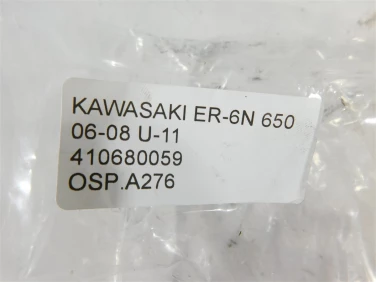 KAWASAKI ER-6N 650
06-08 U-11
410680059
OSP.A276